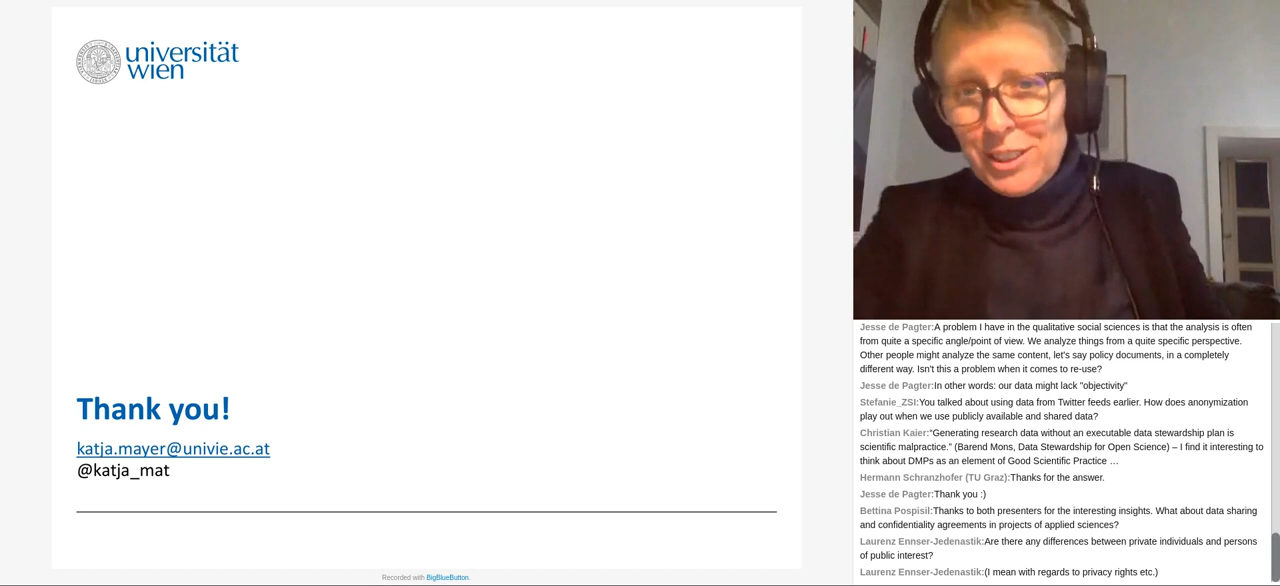 universität
wien
Thank you!
katja.mayer@univie.ac.at
@katja_mat
Recorded with BigBlueButton.
Jesse de Pagter:A problem I have in the qualitative social sciences is that the analysis is often
from quite a specific angle/point of view. We analyze things from a quite specific perspective.
Other people might analyze the same content, let's say policy documents, in a completely
different way. Isn't this a problem when it comes to re-use?
Jesse de Pagter:In other words: our data might lack "objectivity"
Stefanie_ZSI:You talked about using data from Twitter feeds earlier. How does anonymization
play out when we use publicly available and shared data?
Christian Kaier:“Generating research data without an executable data stewardship plan is
scientific malpractice.” (Barend Mons, Data Stewardship for Open Science) – I find it interesting to
think about DMPs as an element of Good Scientific Practice …
Hermann Schranzhofer (TU Graz):Thanks for the answer.
Jesse de Pagter:Thank you :)
Bettina Pospisil:Thanks to both presenters for the interesting insights. What about data sharing
and confidentiality agreements in projects of applied sciences?
Laurenz Ennser-Jedenastik:Are there any differences between private individuals and persons
of public interest?
Laurenz Ennser-Jedenastik:(I mean with regards to privacy rights etc.)